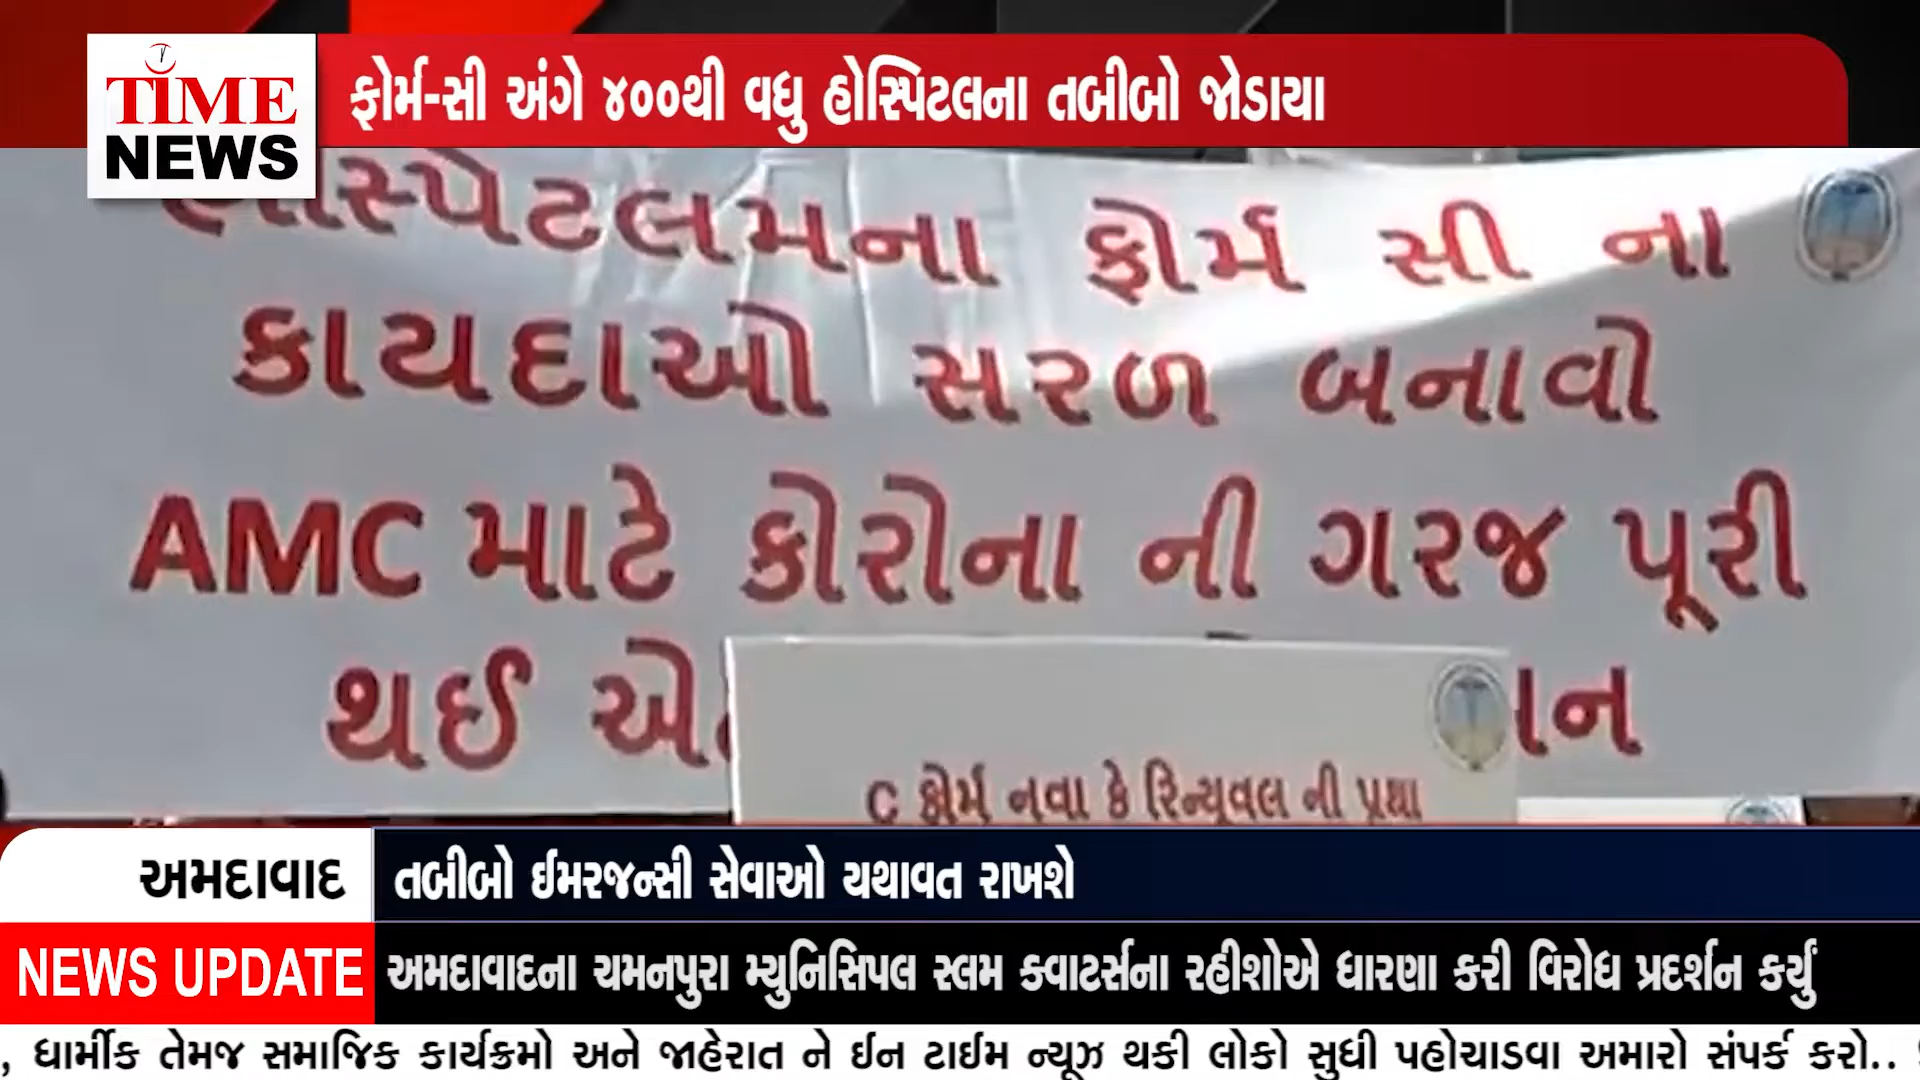 TIME
NEWS
ફોર્મ-સી અંગે ૪૦૦થી વધુ હોસ્પિટલના તબીબો જોડાયા
હોસ્પેટલમના ફોર્મ સી ના
કાયદાઓ સરળ બનાવો
AMC માટે કોરોના ની ગરજ પૂરી
થઈ
C ફોર્મ નવા કે રિન્યૂવલ ની પ્રથા
અમદાવાદ
તબીબો ઈમરજન્સી સેવાઓ યથાવત રાખશે
NEWS UPDATE
અમદાવાદના ચમનપુરા મ્યુનિસિપલ સ્લમ ક્વાટર્સના રહીશોએ ધારણા કરી વિરોધ પ્રદર્શન કર્યું
, ધાર્મીક તેમજ સમાજિક કાર્યક્રમો અને જાહેરાત ને ઈન ટાઈમ ન્યૂઝ થકી લોકો સુધી પહોચાડવા અમારો સંપર્ક કરો..